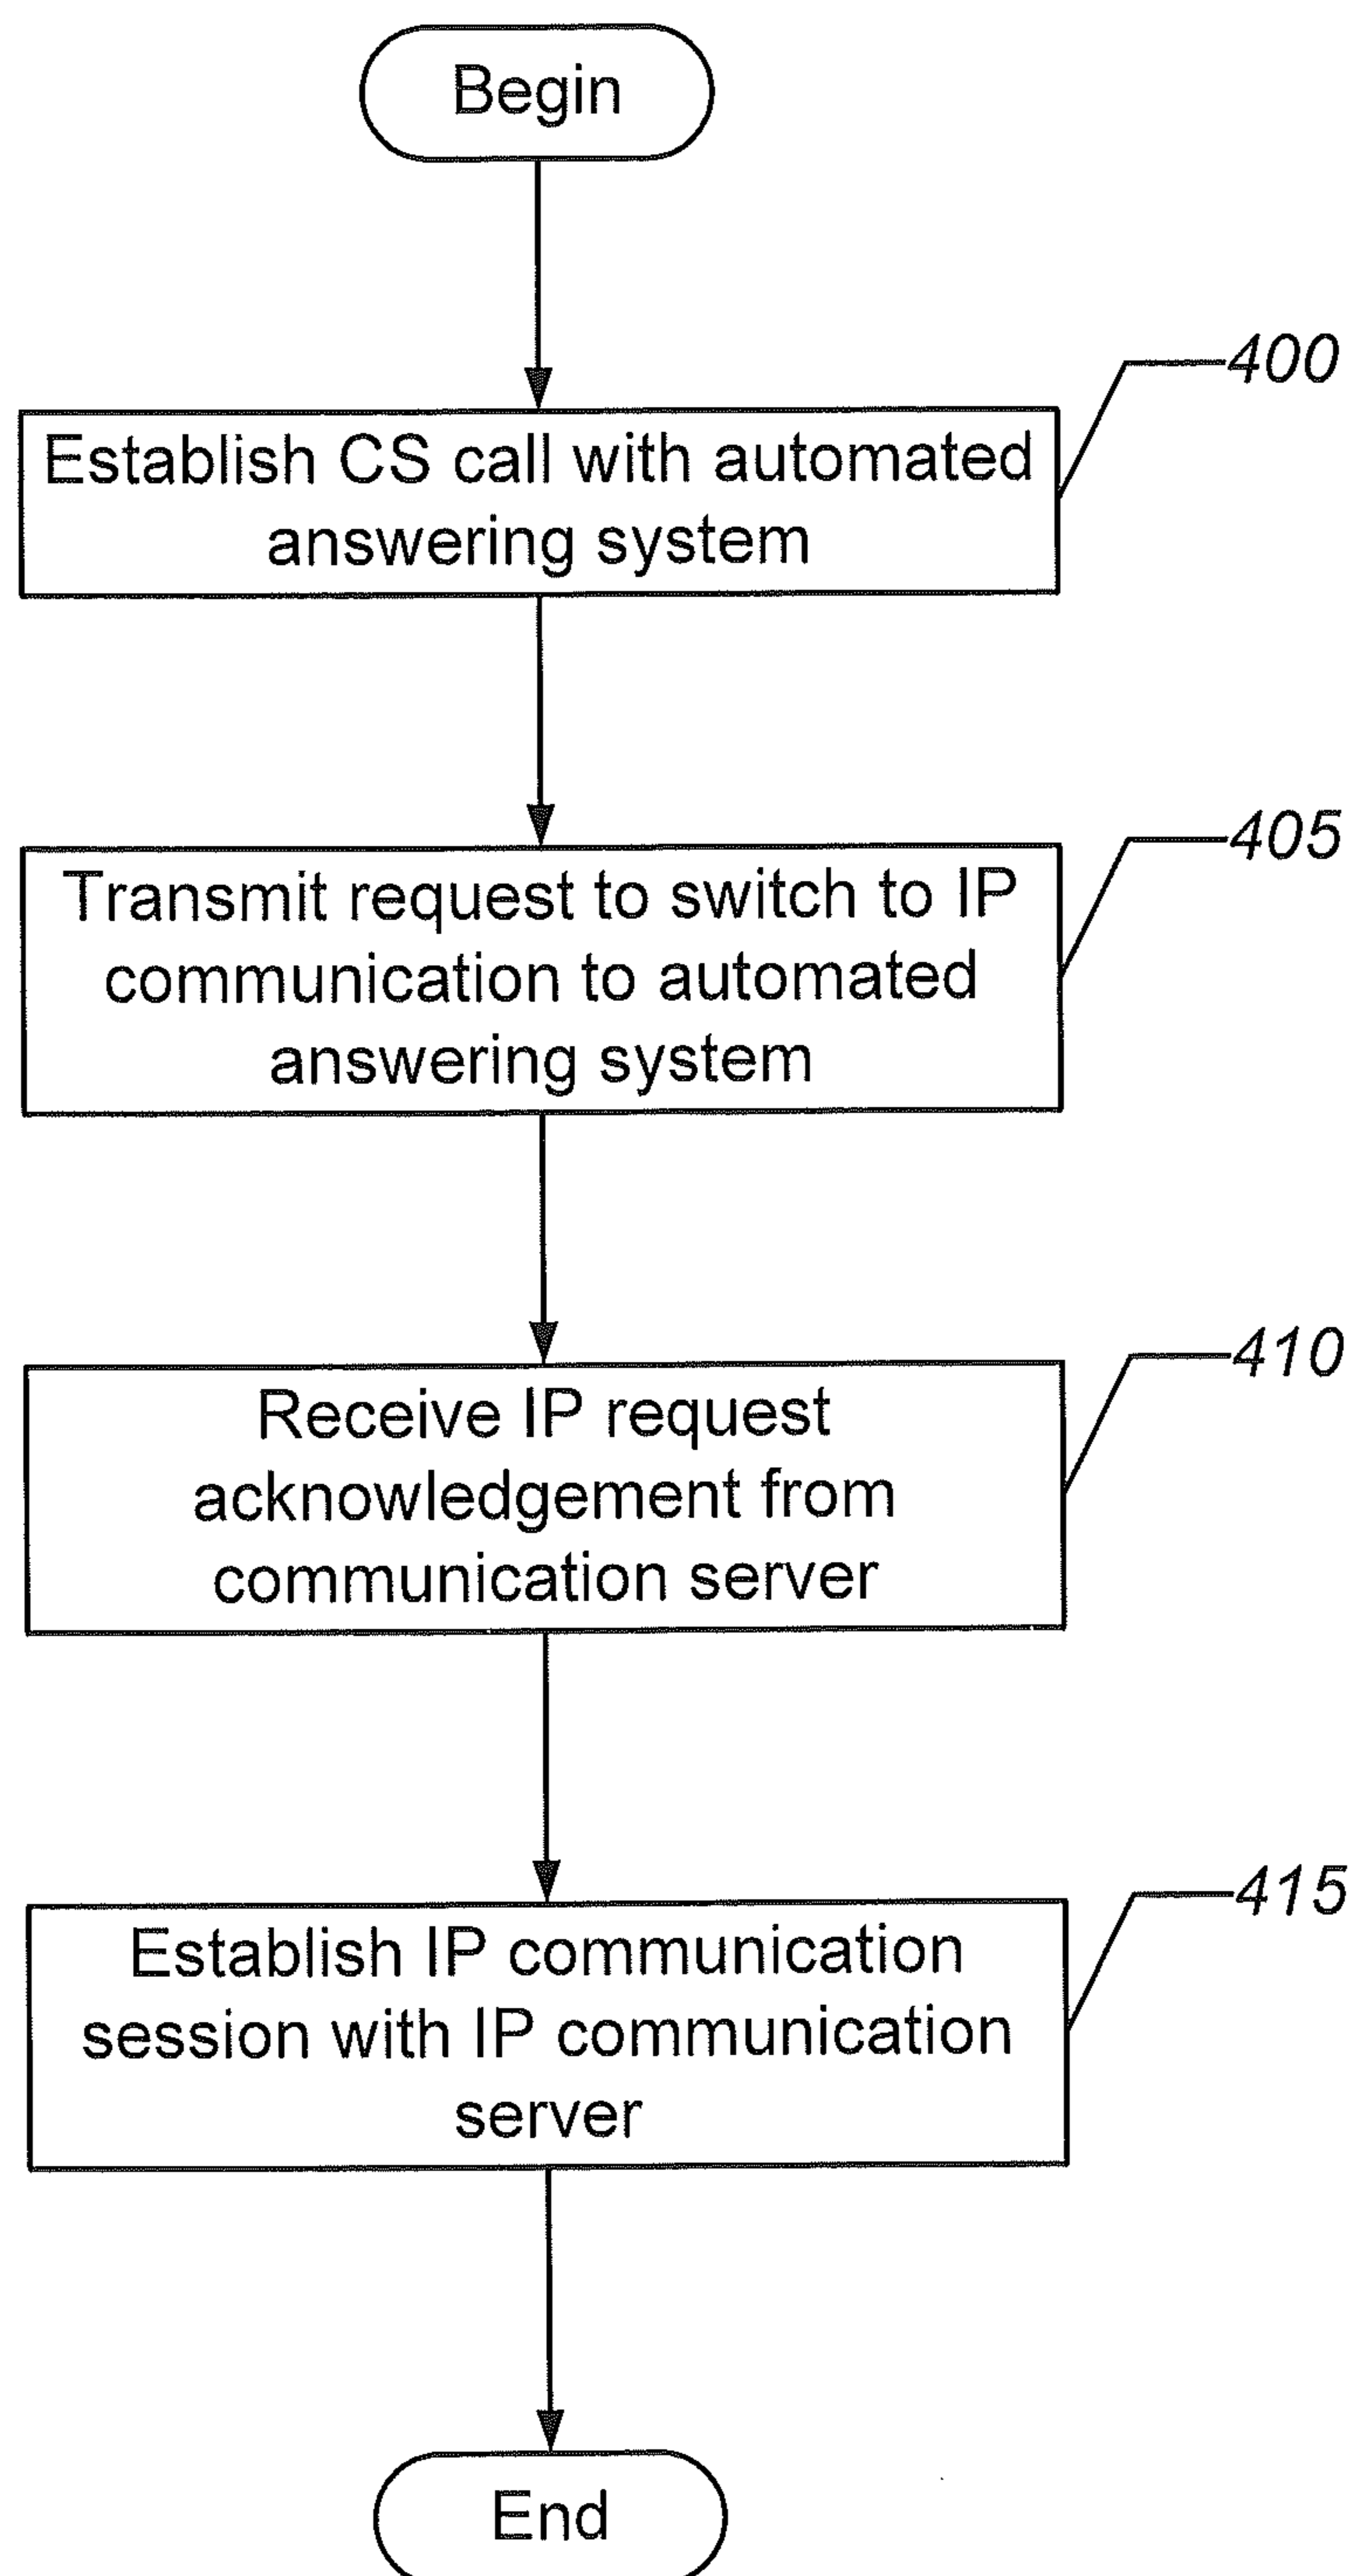 Begin
400
Establish CS call with automated
answering system
405
Transmit request to switch to IP
communication to automated
answering system
410
Receive IP request
acknowledgement from
communication server
415
Establish IP communication
session with IP communication
server
End